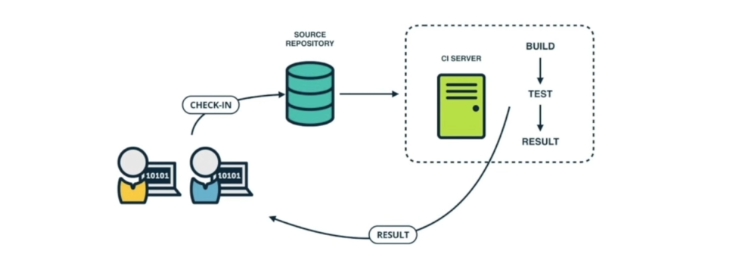 SOURCE
REPOSITORY
CI SERVER
BUILD
TEST
RESULT
CHECK-IN
10101
10101
RESULT